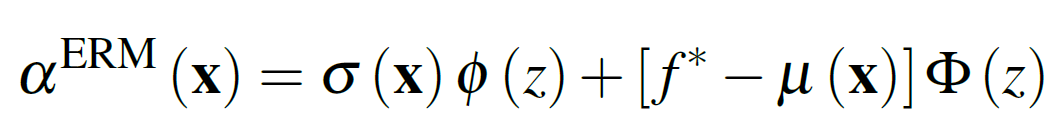 α^ERM (x) = σ (x) ϕ (z) + [f* − μ (x)] Φ (z)